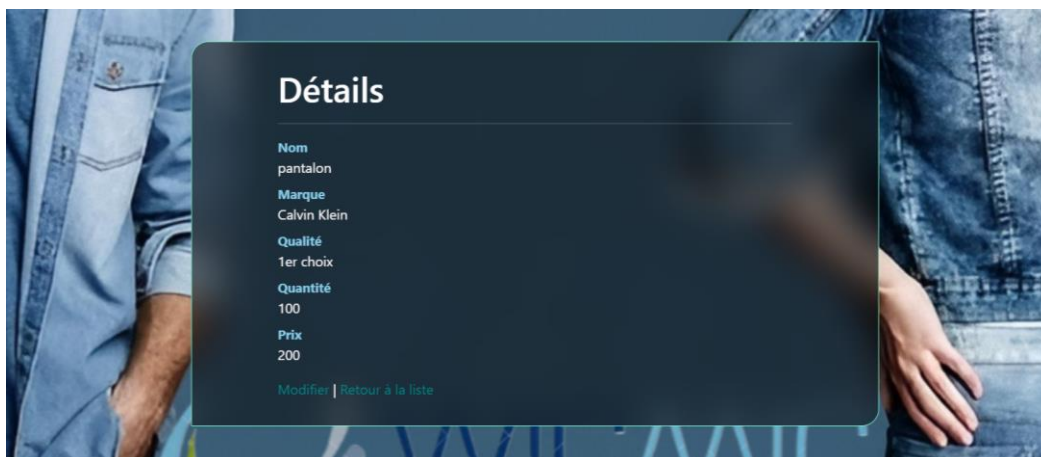 Détails
Nom
pantalon
Marque
Calvin Klein
Qualité
1er choix
Quantité
100
Prix
200
Modifier | Retour à la liste